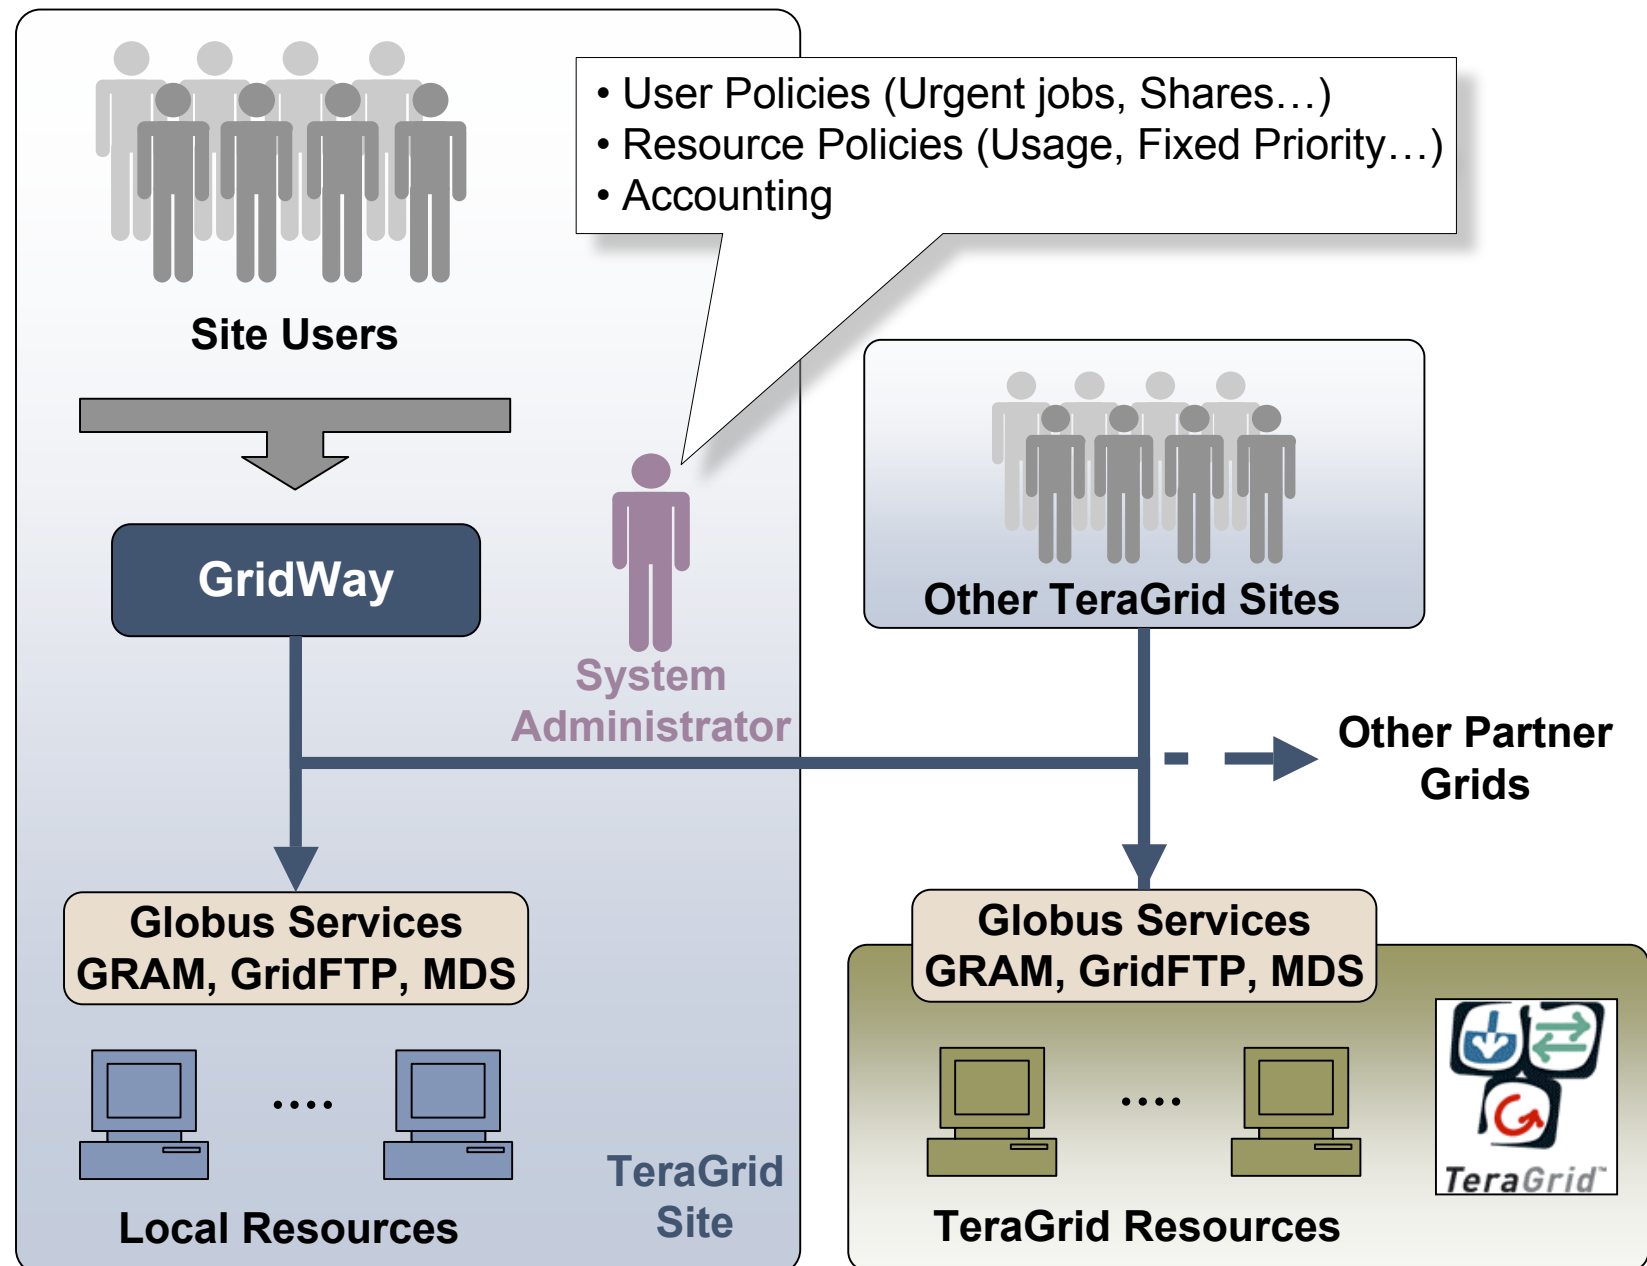 • User Policies (Urgent jobs, Shares…)
• Resource Policies (Usage, Fixed Priority…)
• Accounting
Site Users
GridWay
System
Administrator
Other TeraGrid Sites
Other Partner
Grids
Globus Services
GRAM, GridFTP, MDS
Globus Services
GRAM, GridFTP, MDS
....
....
TeraGrid™
TeraGrid
Site
Local Resources
TeraGrid Resources